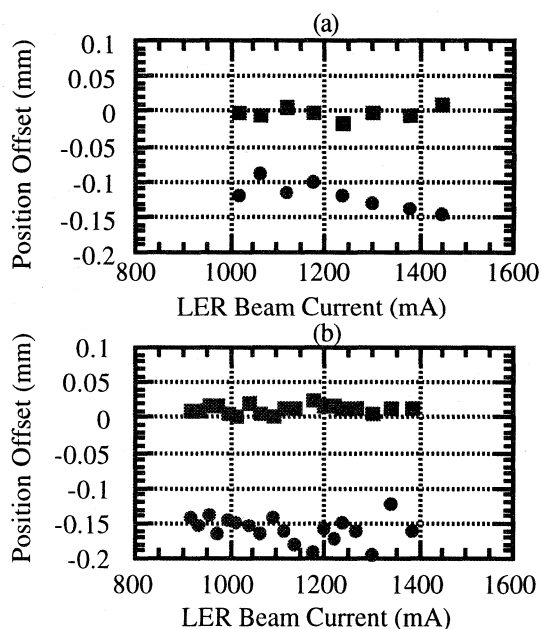 (a)
0.1
0.05
0
-0.05
-0.1
-0.15
-0.2
Position Offset (mm)
800 1000 1200 1400 1600
LER Beam Current (mA)
(b)
0.1
0.05
0
-0.05
-0.1
-0.15
-0.2
Position Offset (mm)
800 1000 1200 1400 1600
LER Beam Current (mA)